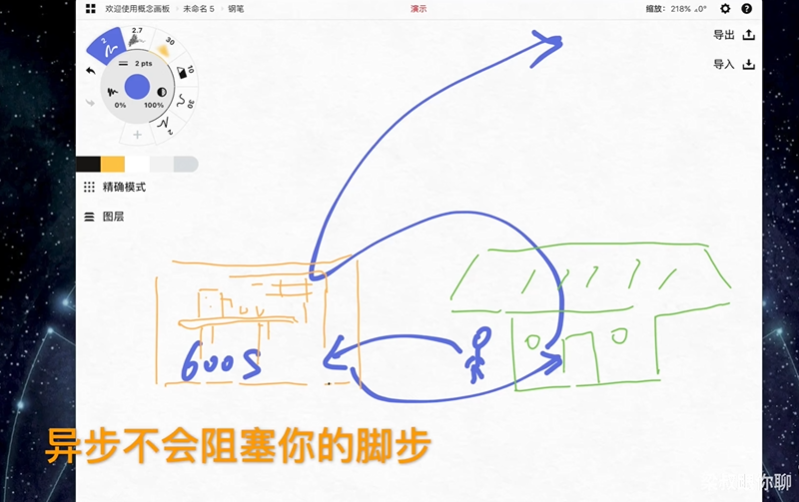 欢迎使用概念画板 > 未命名 5 > 钢笔
演示
缩放: 218% ⊿0°
导出
导入
2
2.7
30
2 pts
10
0%
100%
30
2
精确模式
图层
600S
异步不会阻塞你的脚步
你聊